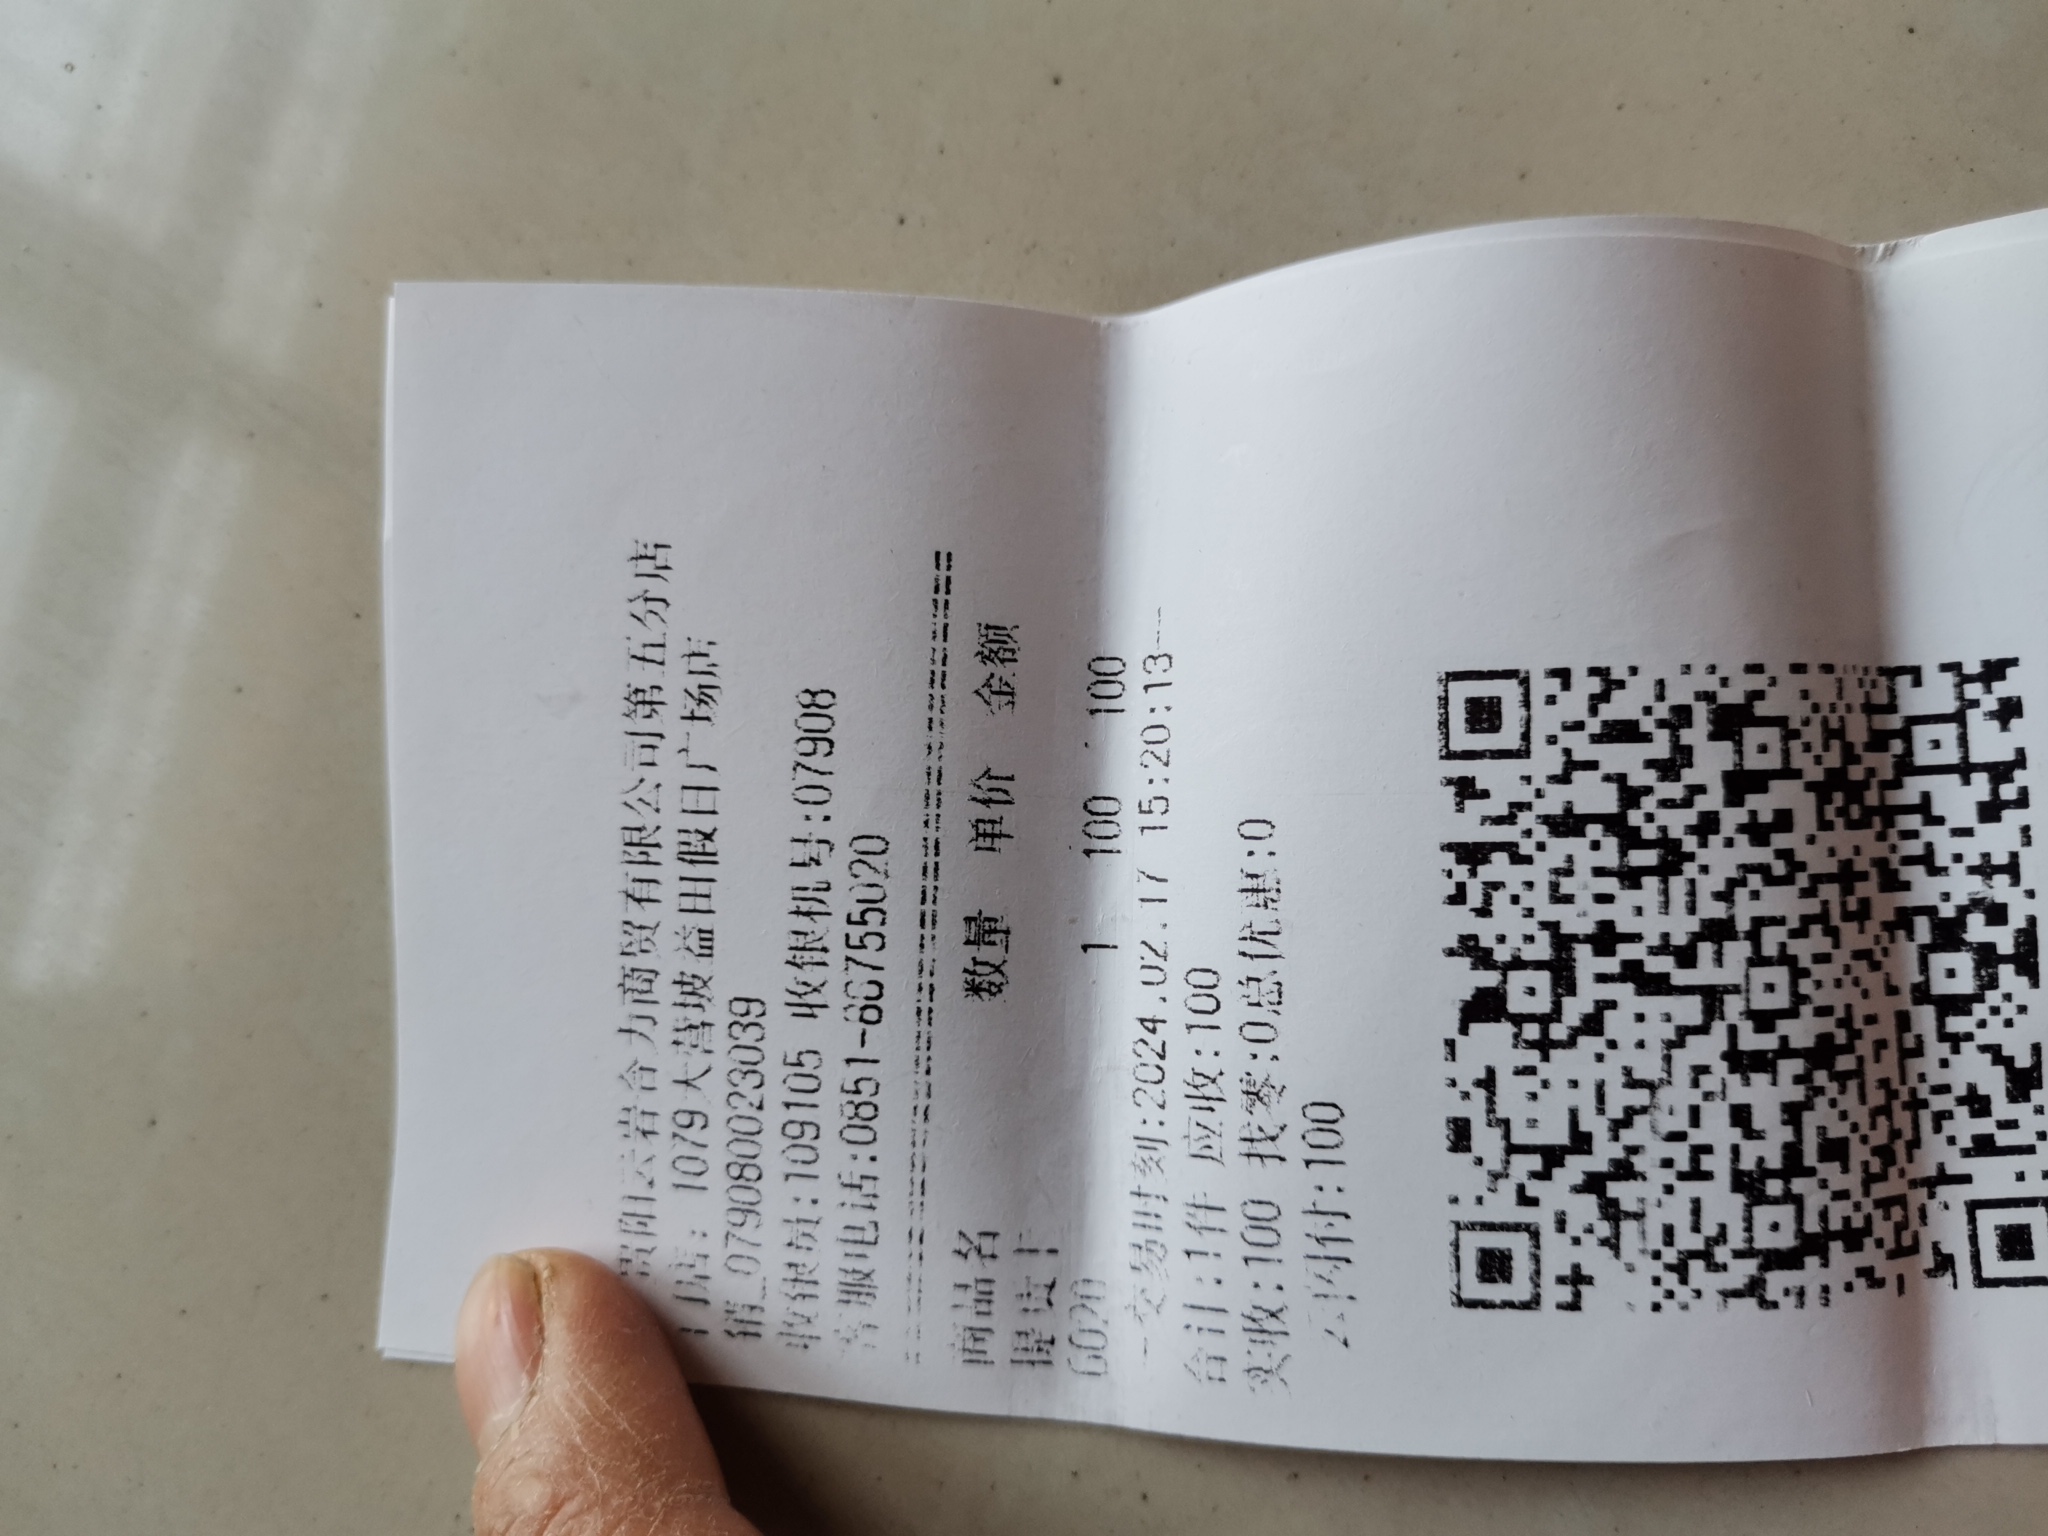 贵阳云岩合力商贸有限公司第五分店
门店: 1079大营坡益田假日广场店
销_079080023039
收银员:109105 收银机号:07908
客服电话:0851-86755020
商品名 数量 单价 金额
提货卡
6020 1 100 100
交易时刻:2024.02.17 15:20:13
合计:1件 应收:100
实收:100 找零:0总优惠:0
云闪付:100